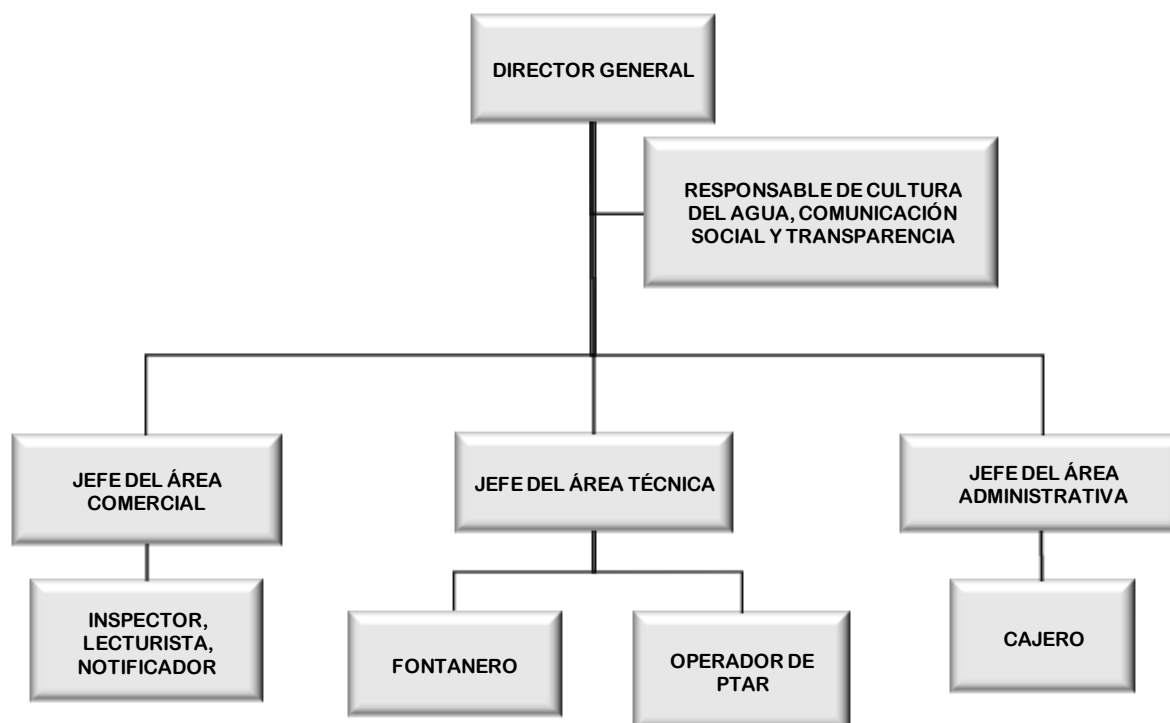 DIRECTOR GENERAL
RESPONSABLE DE CULTURA
DEL AGUA, COMUNICACIÓN
SOCIAL Y TRANSPARENCIA
JEFE DEL ÁREA
COMERCIAL
JEFE DEL ÁREA TÉCNICA
JEFE DEL ÁREA
ADMINISTRATIVA
INSPECTOR,
LECTURISTA,
NOTIFICADOR
FONTANERO
OPERADOR DE
PTAR
CAJERO